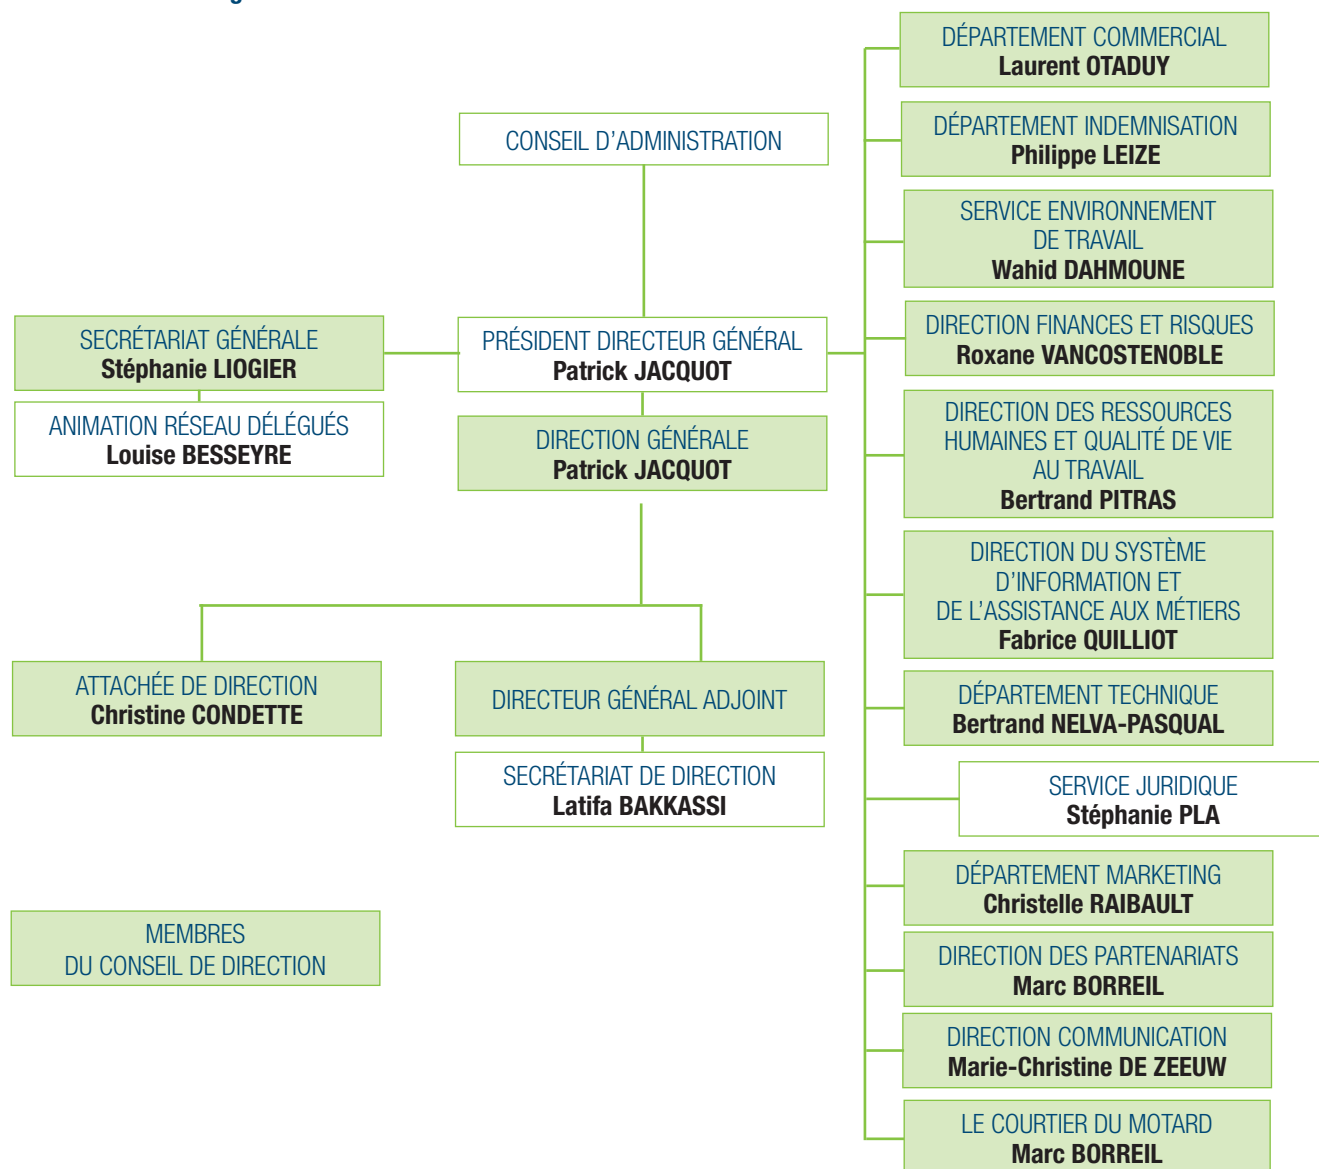 CONSEIL D'ADMINISTRATION
SECRÉTARIAT GÉNÉRALE
Stéphanie LIOGIER
ANIMATION RÉSEAU DÉLÉGUÉS
Louise BESSEYRE
PRÉSIDENT DIRECTEUR GÉNÉRAL
Patrick JACQUOT
DIRECTION GÉNÉRALE
Patrick JACQUOT
ATTACHÉE DE DIRECTION
Christine CONDETTE
DIRECTEUR GÉNÉRAL ADJOINT
SECRÉTARIAT DE DIRECTION
Latifa BAKKASSI
MEMBRES
DU CONSEIL DE DIRECTION
DÉPARTEMENT COMMERCIAL
Laurent OTADUY
DÉPARTEMENT INDEMNISATION
Philippe LEIZE
SERVICE ENVIRONNEMENT
DE TRAVAIL
Wahid DAHMOUNE
DIRECTION FINANCES ET RISQUES
Roxane VANCOSTENOBLE
DIRECTION DES RESSOURCES
HUMAINES ET QUALITÉ DE VIE
AU TRAVAIL
Bertrand PITRAS
DIRECTION DU SYSTÈME
D'INFORMATION ET
DE L'ASSISTANCE AUX MÉTIERS
Fabrice QUILLIOT
DÉPARTEMENT TECHNIQUE
Bertrand NELVA-PASQUAL
SERVICE JURIDIQUE
Stéphanie PLA
DÉPARTEMENT MARKETING
Christelle RAIBAULT
DIRECTION DES PARTENARIATS
Marc BORREIL
DIRECTION COMMUNICATION
Marie-Christine DE ZEEUW
LE COURTIER DU MOTARD
Marc BORREIL